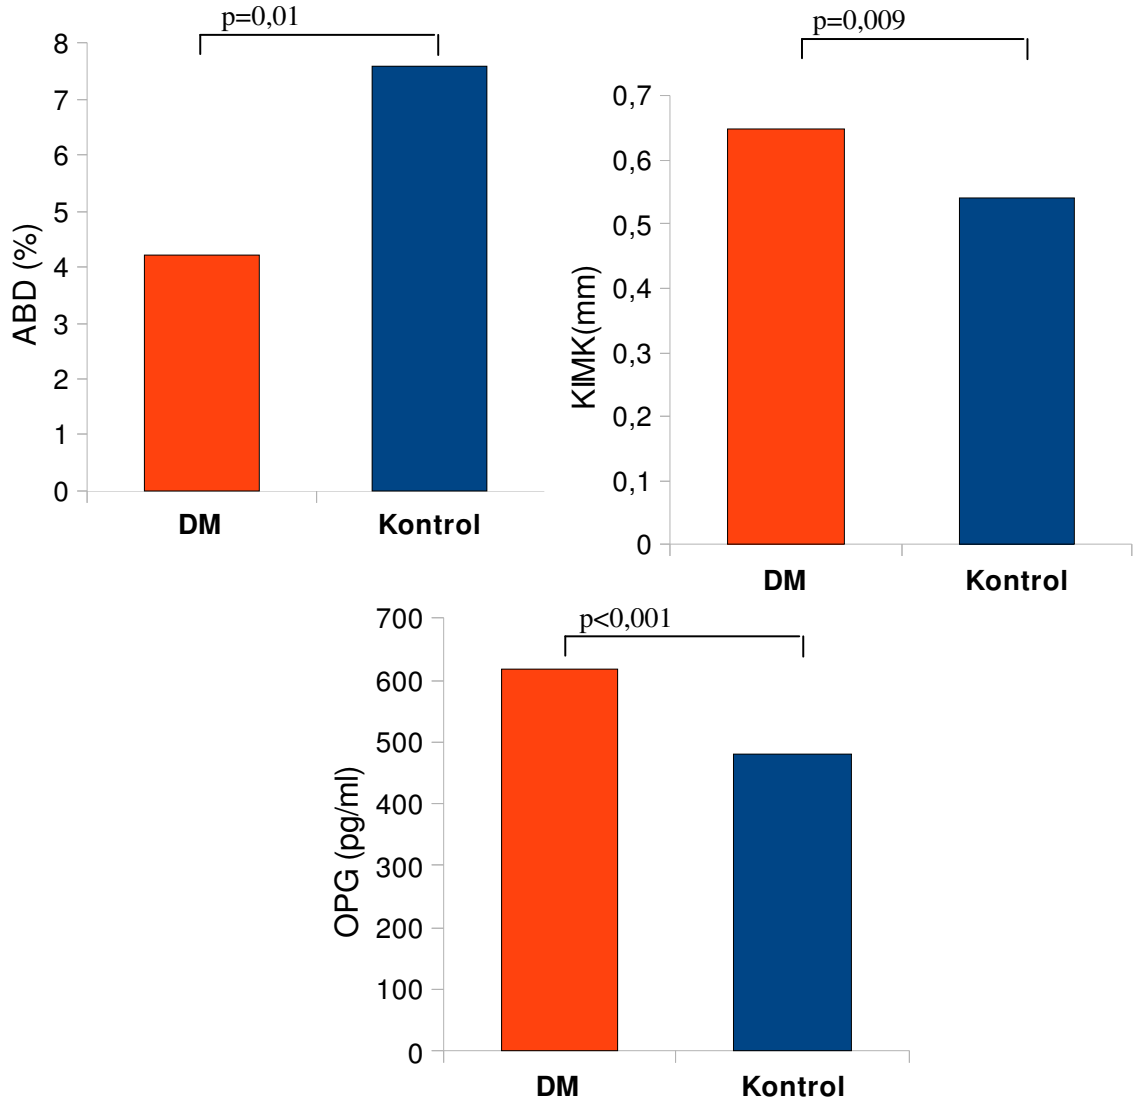 p=0,01
8
7
6
5
4
3
2
1
0
ABD (%)
DM Kontrol
p=0,009
0,7
0,6
0,5
0,4
0,3
0,2
0,1
0
KIMK(mm)
DM Kontrol
p<0,001
700
600
500
400
300
200
100
0
OPG (pg/ml)
DM Kontrol